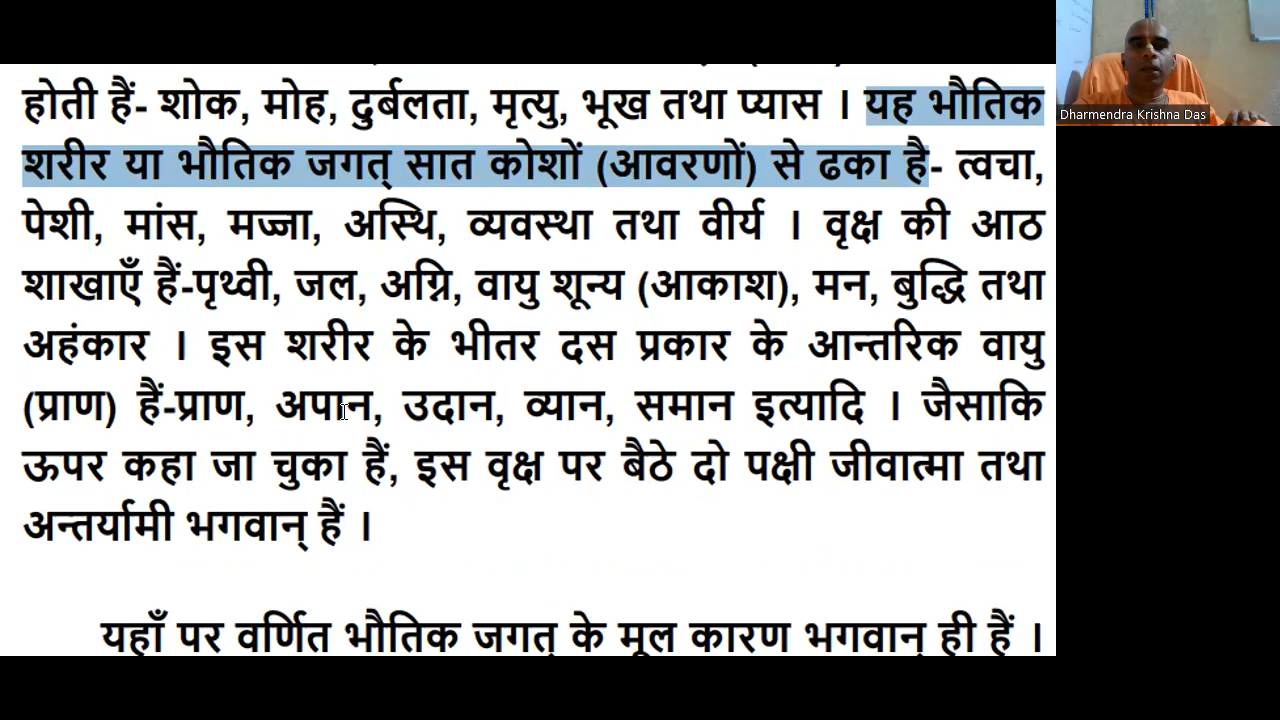 होती हैं- शोक, मोह, दुर्बलता, मृत्यु, भूख तथा प्यास । यह भौतिक
शरीर या भौतिक जगत् सात कोशों (आवरणों) से ढका है- त्वचा,
पेशी, मांस, मज्जा, अस्थि, व्यवस्था तथा वीर्य । वृक्ष की आठ
शाखाएँ हैं-पृथ्वी, जल, अग्नि, वायु शून्य (आकाश), मन, बुद्धि तथा
अहंकार । इस शरीर के भीतर दस प्रकार के आन्तरिक वायु
(प्राण) हैं-प्राण, अपान, उदान, व्यान, समान इत्यादि । जैसाकि
ऊपर कहा जा चुका हैं, इस वृक्ष पर बैठे दो पक्षी जीवात्मा तथा
अन्तर्यामी भगवान् हैं ।
यहाँ पर वर्णित भौतिक जगत् के मूल कारण भगवान् ही हैं ।
Dharmendra Krishna Das